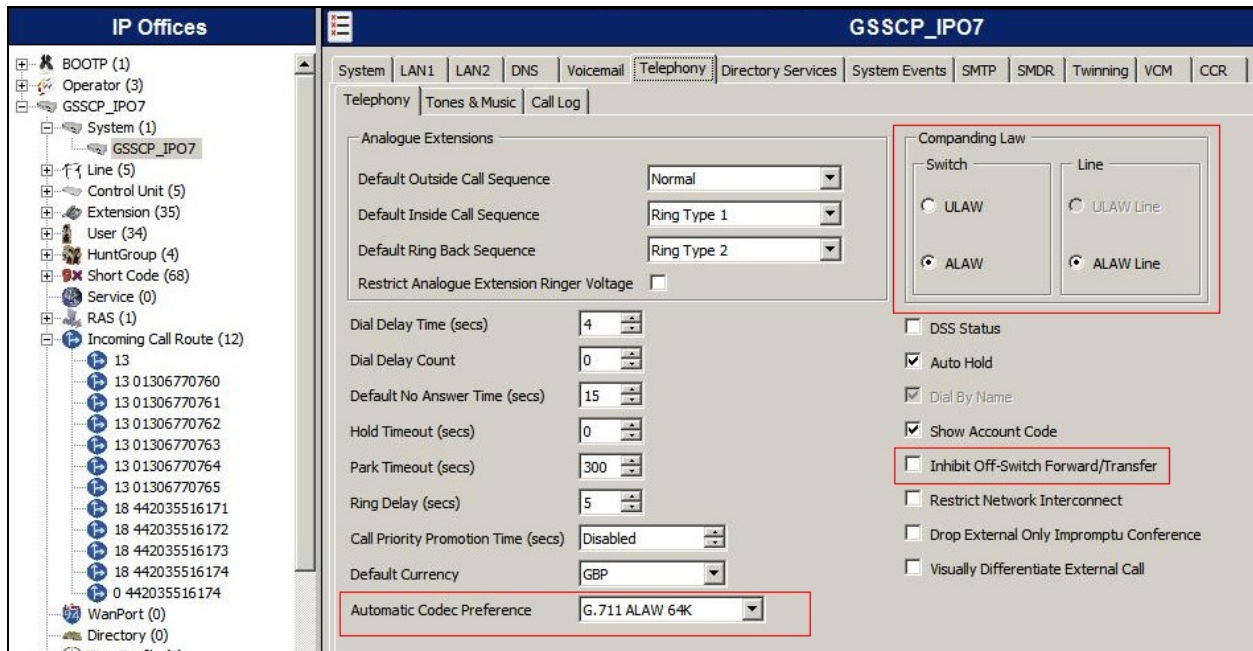 IP Offices
BOOTP (1)
Operator (3)
GSSCP_IPO7
System (1)
GSSCP_IPO7
Line (5)
Control Unit (5)
Extension (35)
User (34)
HuntGroup (4)
Short Code (68)
Service (0)
RAS (1)
Incoming Call Route (12)
13
13 01306770760
13 01306770761
13 01306770762
13 01306770763
13 01306770764
13 01306770765
18 442035516171
18 442035516172
18 442035516173
18 442035516174
0 442035516174
WanPort (0)
Directory (0)
GSSCP_IPO7
System LAN1 LAN2 DNS Voicemail Telephony Directory Services System Events SMTP SMDR Twinning VCM CCR
Telephony Tones & Music Call Log
Analogue Extensions
Default Outside Call Sequence Normal
Default Inside Call Sequence Ring Type 1
Default Ring Back Sequence Ring Type 2
Restrict Analogue Extension Ringer Voltage
Dial Delay Time (secs) 4
Dial Delay Count 0
Default No Answer Time (secs) 15
Hold Timeout (secs) 0
Park Timeout (secs) 300
Ring Delay (secs) 5
Call Priority Promotion Time (secs) Disabled
Default Currency GBP
Automatic Codec Preference G.711 ALAW 64K
Companding Law
Switch Line
ULAW ULAW Line
ALAW ALAW Line
DSS Status
Auto Hold
Dial By Name
Show Account Code
Inhibit Off-Switch Forward/Transfer
Restrict Network Interconnect
Drop External Only Impromptu Conference
Visually Differentiate External Call